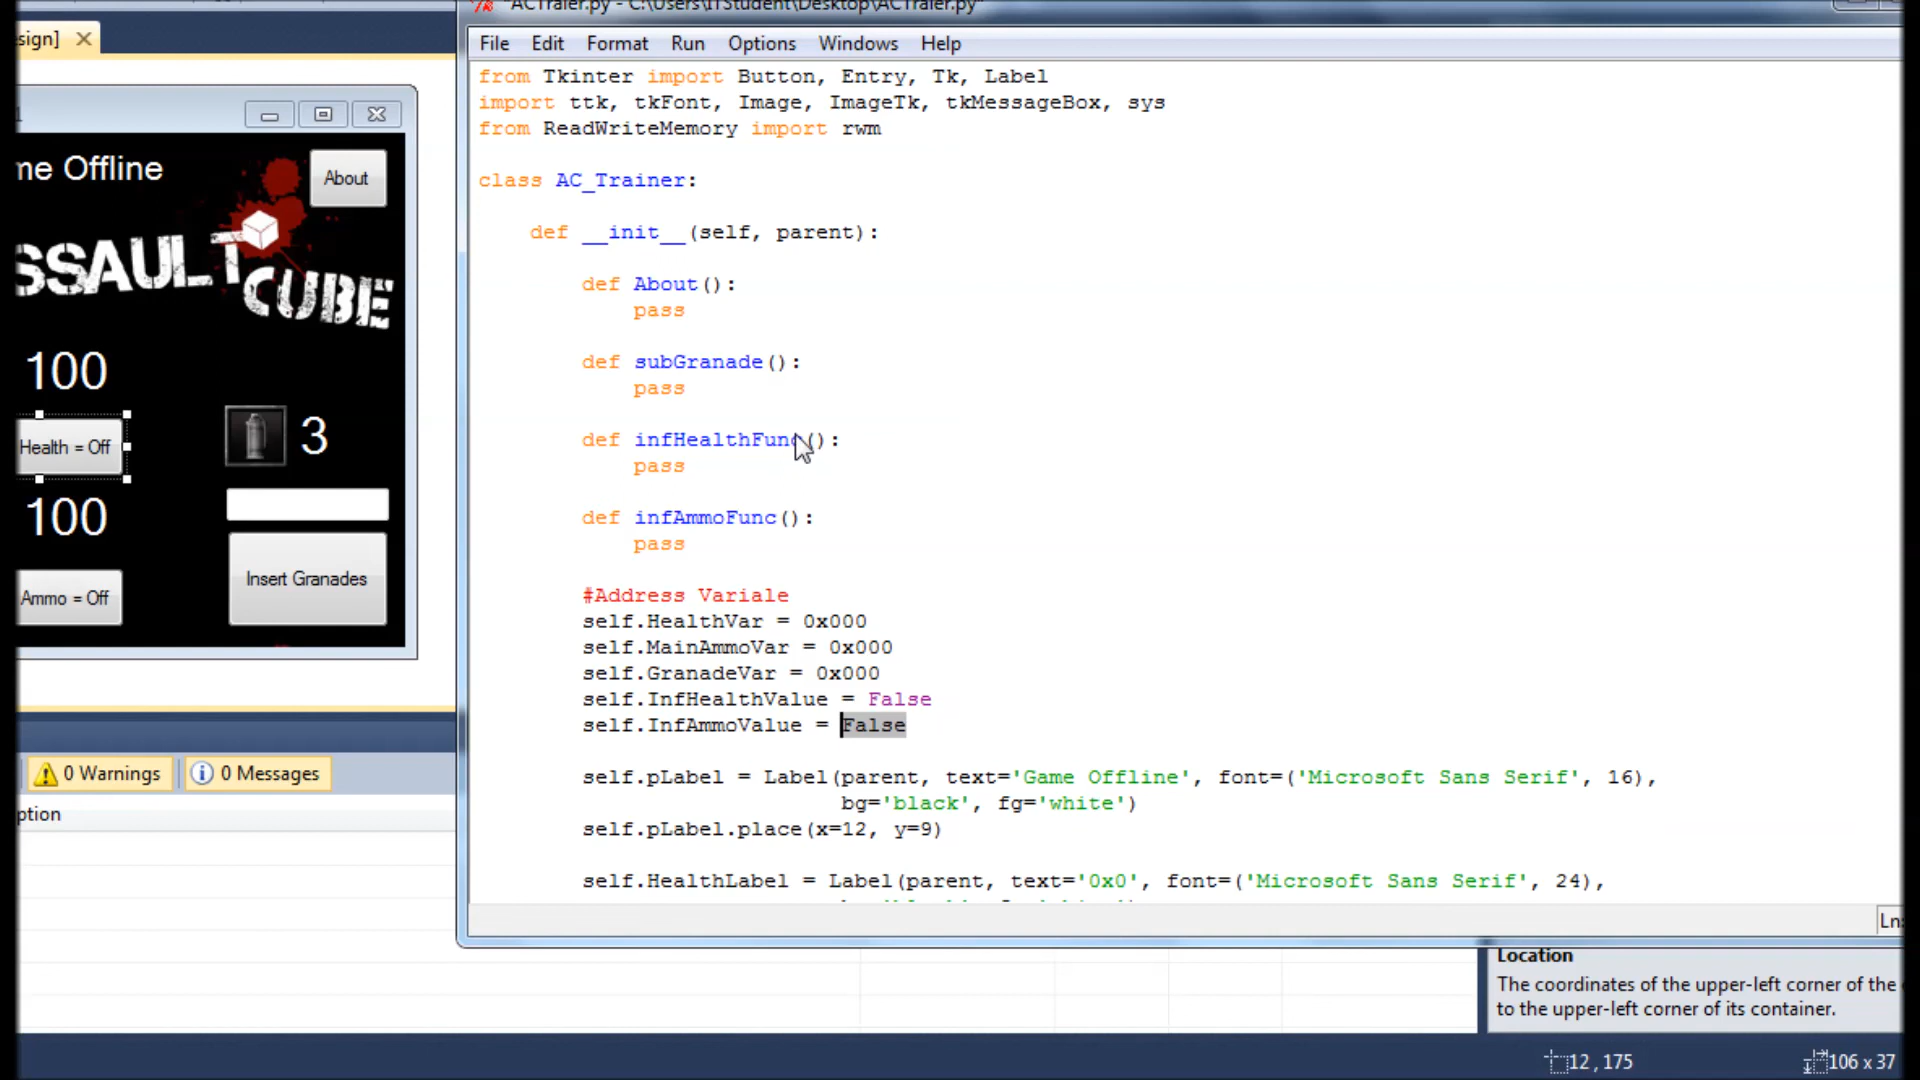 *ACTraier.py - C:\Users\ITStudent\Desktop\ACTraier.py*
sign]
File Edit Format Run Options Windows Help
from Tkinter import Button, Entry, Tk, Label
import ttk, tkFont, Image, ImageTk, tkMessageBox, sys
from ReadWriteMemory import rwm
class AC_Trainer:
def __init__(self, parent):
def About():
pass
def subGranade():
pass
def infHealthFunc():
pass
def infAmmoFunc():
pass
#Address Variale
self.HealthVar = 0x000
self.MainAmmoVar = 0x000
self.GranadeVar = 0x000
self.InfHealthValue = False
self.InfAmmoValue = False
self.pLabel = Label(parent, text='Game Offline', font=('Microsoft Sans Serif', 16),
bg='black', fg='white')
self.pLabel.place(x=12, y=9)
self.HealthLabel = Label(parent, text='0x0', font=('Microsoft Sans Serif', 24),
Ln:
me Offline
About
SSAULT
CUBE
100
Health = Off
3
100
Ammo = Off
Insert Granades
0 Warnings
0 Messages
ption
Location
The coordinates of the upper-left corner of the
to the upper-left corner of its container.
12 , 175
106 x 37